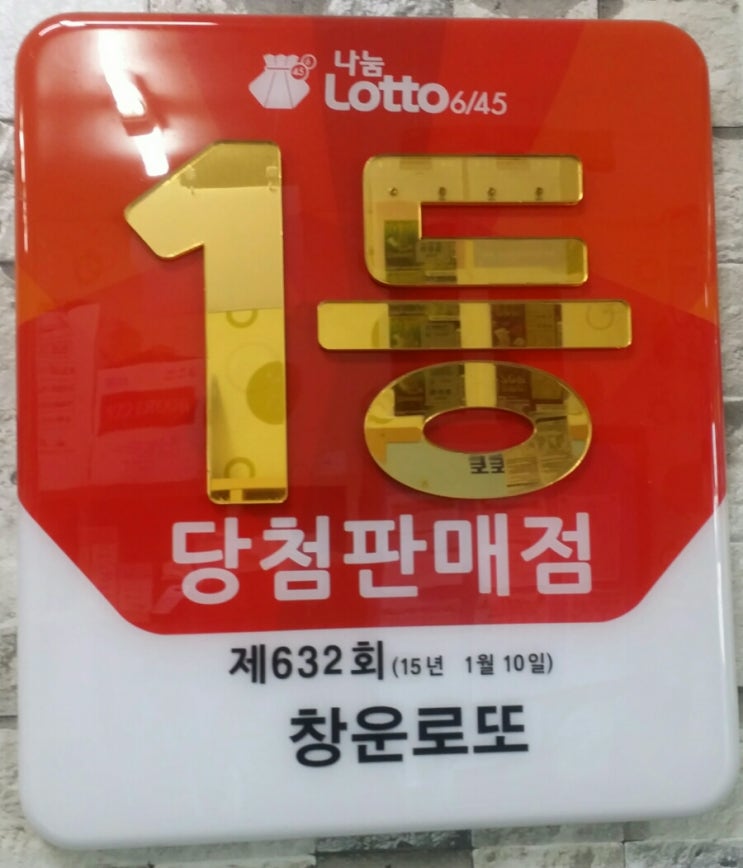 나눔
Lotto6/45
1등
당첨판매점
제632회(15년 1월 10일)
창운로또